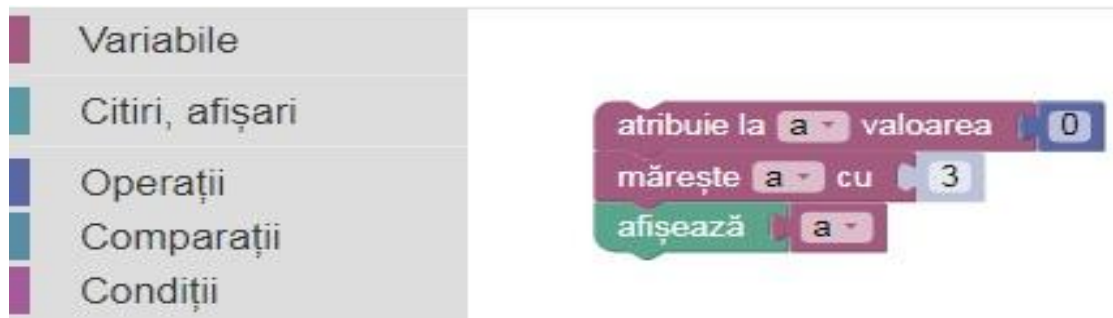 Variabile
Citiri, afișari
Operații
Comparații
Condiții
atribuie la a valoarea 0
mărește a cu 3
afișează a